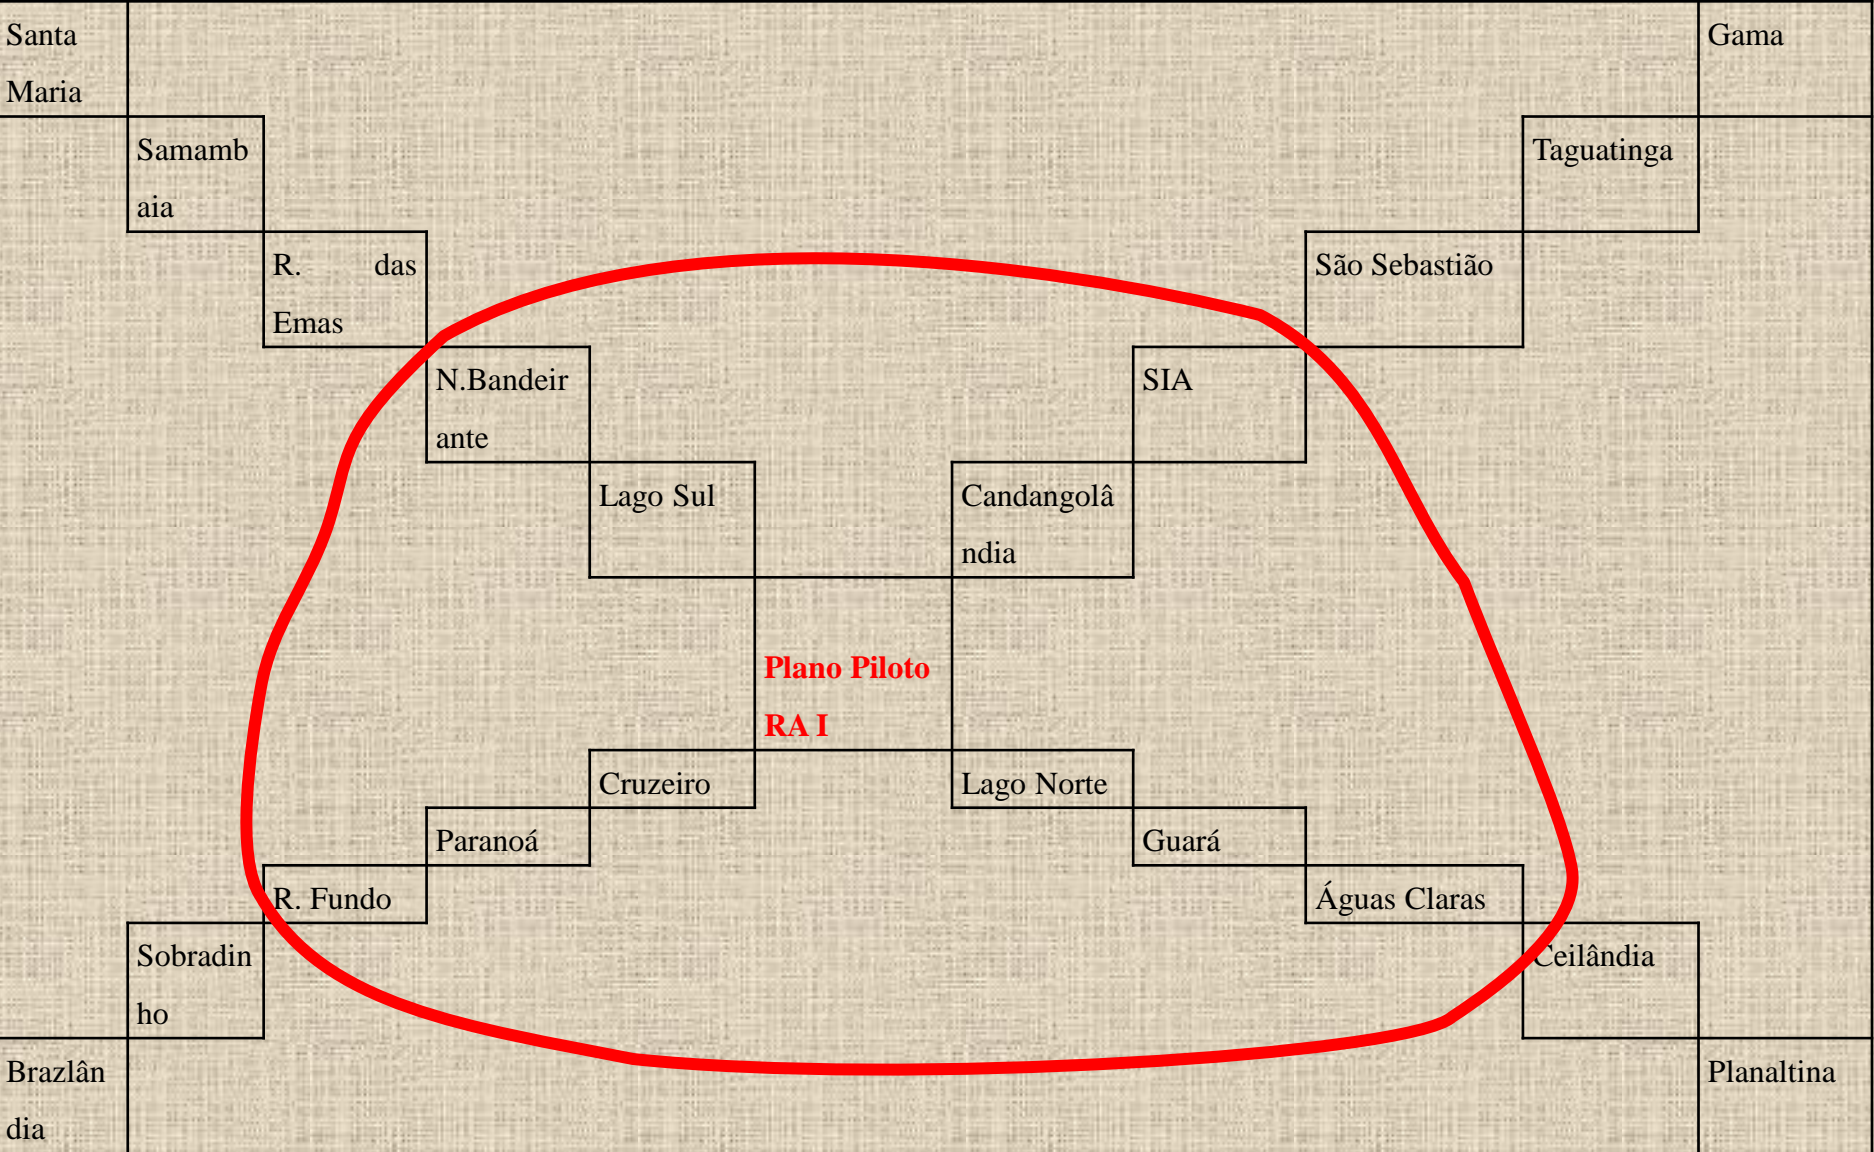 Santa
Maria
Gama
Samamb
aia
Taguatinga
R. das
Emas
São Sebastião
N.Bandeir
ante
SIA
Lago Sul
Candangolâ
ndia
Plano Piloto
RA I
Cruzeiro
Lago Norte
Paranoá
Guará
R. Fundo
Águas Claras
Sobradin
ho
Ceilândia
Brazlân
dia
Planaltina